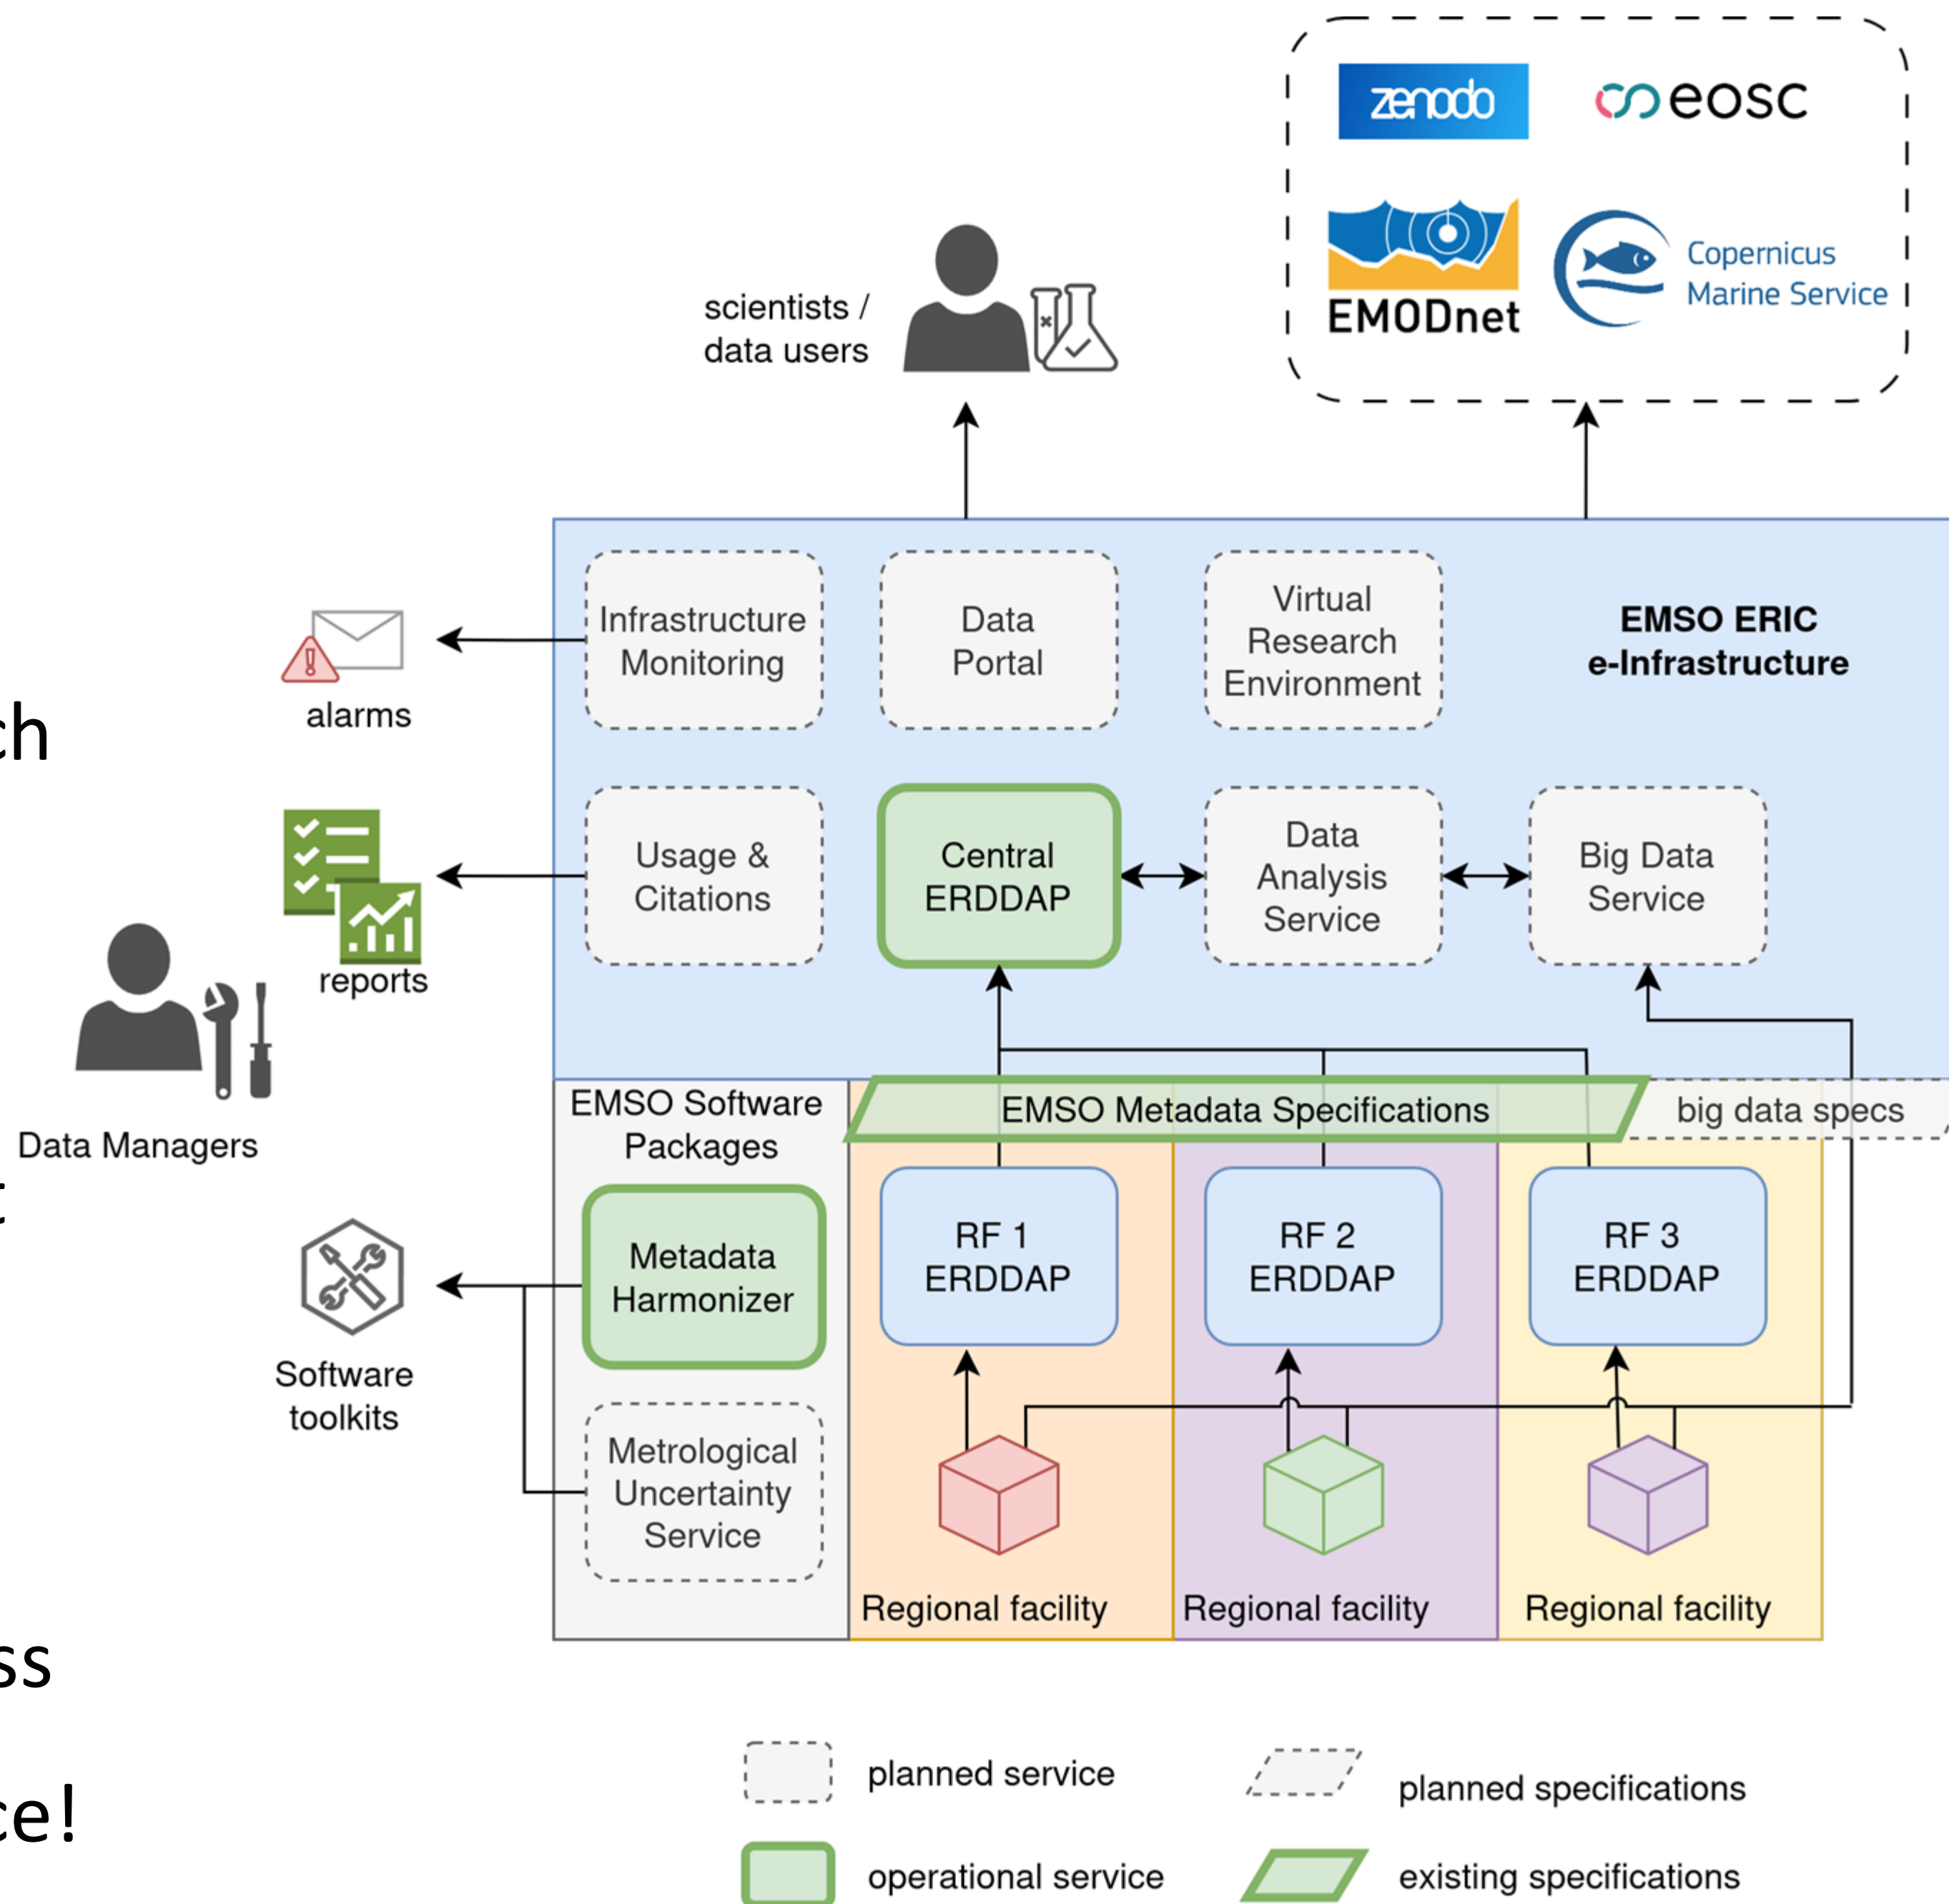 zenodo
eosc
EMODnet
Copernicus
Marine Service
scientists /
data users
Infrastructure
Monitoring
Data
Portal
Virtual
Research
Environment
EMSO ERIC
e-Infrastructure
alarms
ch
Usage &
Citations
Central
ERDDAP
Data
Analysis
Service
Big Data
Service
reports
Data Managers
EMSO Software
Packages
EMSO Metadata Specifications
big data specs
t
Metadata
Harmonizer
RF 1
ERDDAP
RF 2
ERDDAP
RF 3
ERDDAP
Software
toolkits
Metrological
Uncertainty
Service
Regional facility
Regional facility
Regional facility
ss
planned service
planned specifications
ce!
operational service
existing specifications